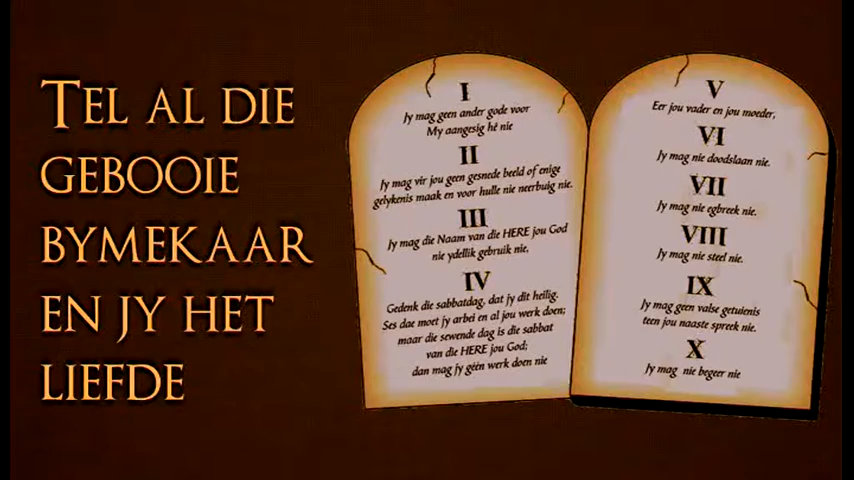 Tel al die
gebooie
bymekaar
en jy het
liefde
I
Jy mag geen ander gode voor
My aangesig hê nie
II
Jy mag vir jou geen gesnede beeld of enige
gelykenis maak en voor hulle nie neerbuig nie.
III
Jy mag die Naam van die HERE jou God
nie ydellik gebruik nie.
IV
Gedenk die sabbatdag, dat jy dit heilig.
Ses dae moet jy arbei en al jou werk doen;
maar die sewende dag is die sabbat
van die HERE jou God;
dan mag jy géén werk doen nie
V
Eer jou vader en jou moeder,
VI
Jy mag nie doodslaan nie.
VII
Jy mag nie egbreek nie.
VIII
Jy mag nie steel nie.
IX
Jy mag geen valse getuienis
teen jou naaste spreek nie.
X
Jy mag nie begeer nie